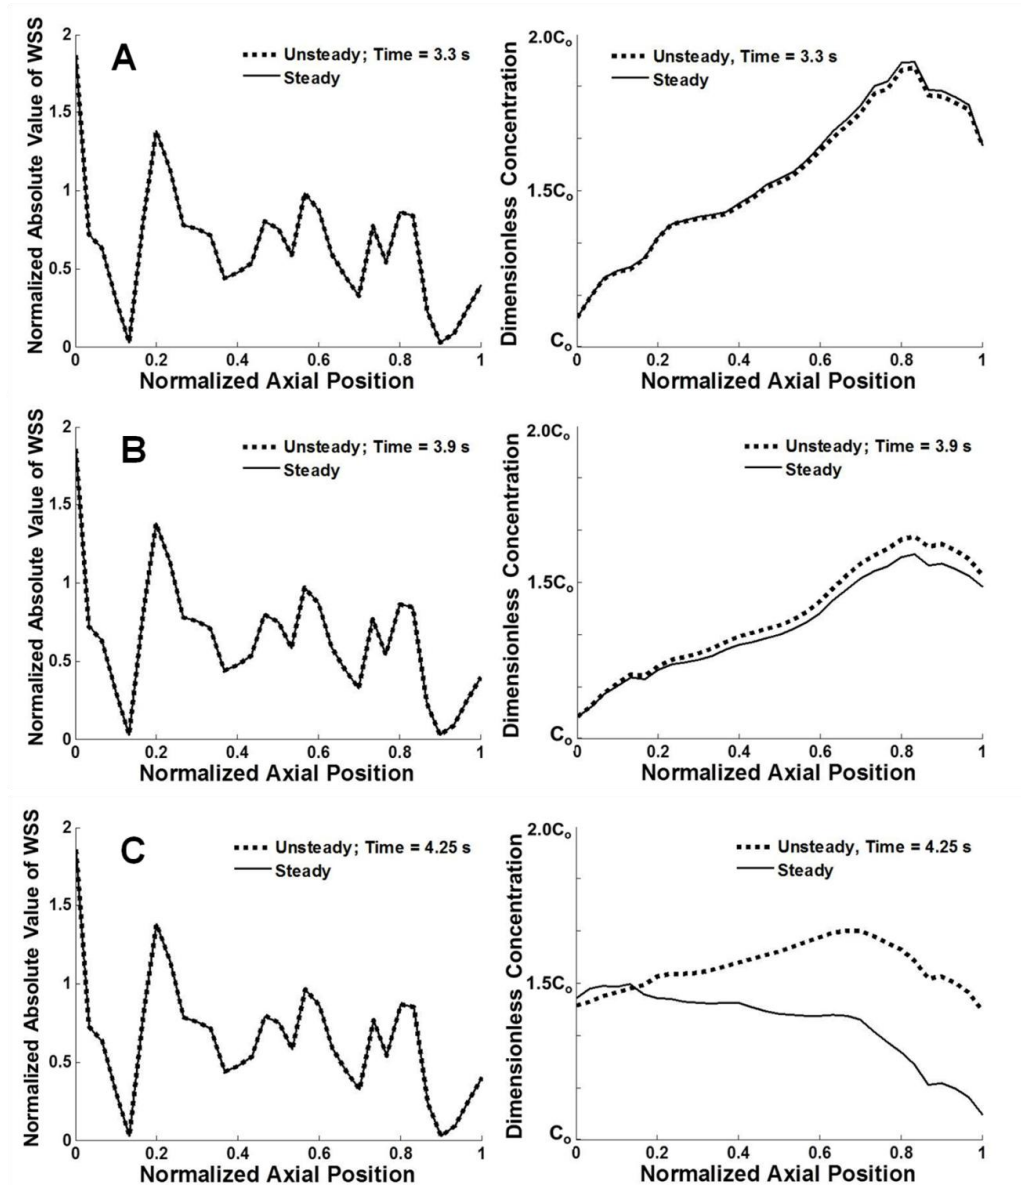 A
Normalized Absolute Value of WSS
2
1.5
1
0.5
0
Unsteady; Time = 3.3 s
Steady
0 0.2 0.4 0.6 0.8 1
Normalized Axial Position
Dimensionless Concentration
2.0Co
1.5Co
Co
Unsteady, Time = 3.3 s
Steady
0 0.2 0.4 0.6 0.8 1
Normalized Axial Position
B
Normalized Absolute Value of WSS
2
1.5
1
0.5
0
Unsteady; Time = 3.9 s
Steady
0 0.2 0.4 0.6 0.8 1
Normalized Axial Position
Dimensionless Concentration
2.0Co
1.5Co
Co
Unsteady; Time = 3.9 s
Steady
0 0.2 0.4 0.6 0.8 1
Normalized Axial Position
C
Normalized Absolute Value of WSS
2
1.5
1
0.5
0
Unsteady; Time = 4.25 s
Steady
0 0.2 0.4 0.6 0.8 1
Normalized Axial Position
Dimensionless Concentration
2.0Co
1.5Co
Co
Unsteady, Time = 4.25 s
Steady
0 0.2 0.4 0.6 0.8 1
Normalized Axial Position